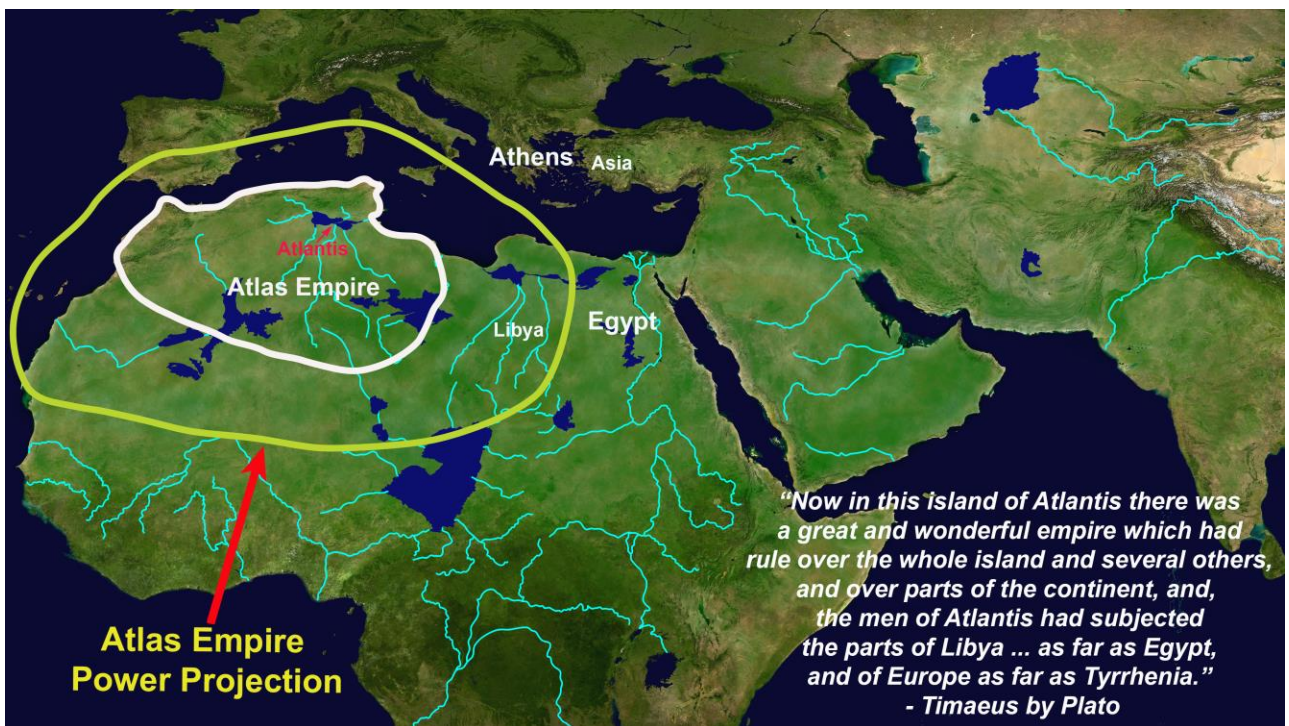 Athens
Asia
Atlantis
Atlas Empire
Libya
Egypt
Atlas Empire
Power Projection
“Now in this island of Atlantis there was
a great and wonderful empire which had
rule over the whole island and several others,
and over parts of the continent, and,
the men of Atlantis had subjected
the parts of Libya ... as far as Egypt,
and of Europe as far as Tyrrhenia.”
- Timaeus by Plato